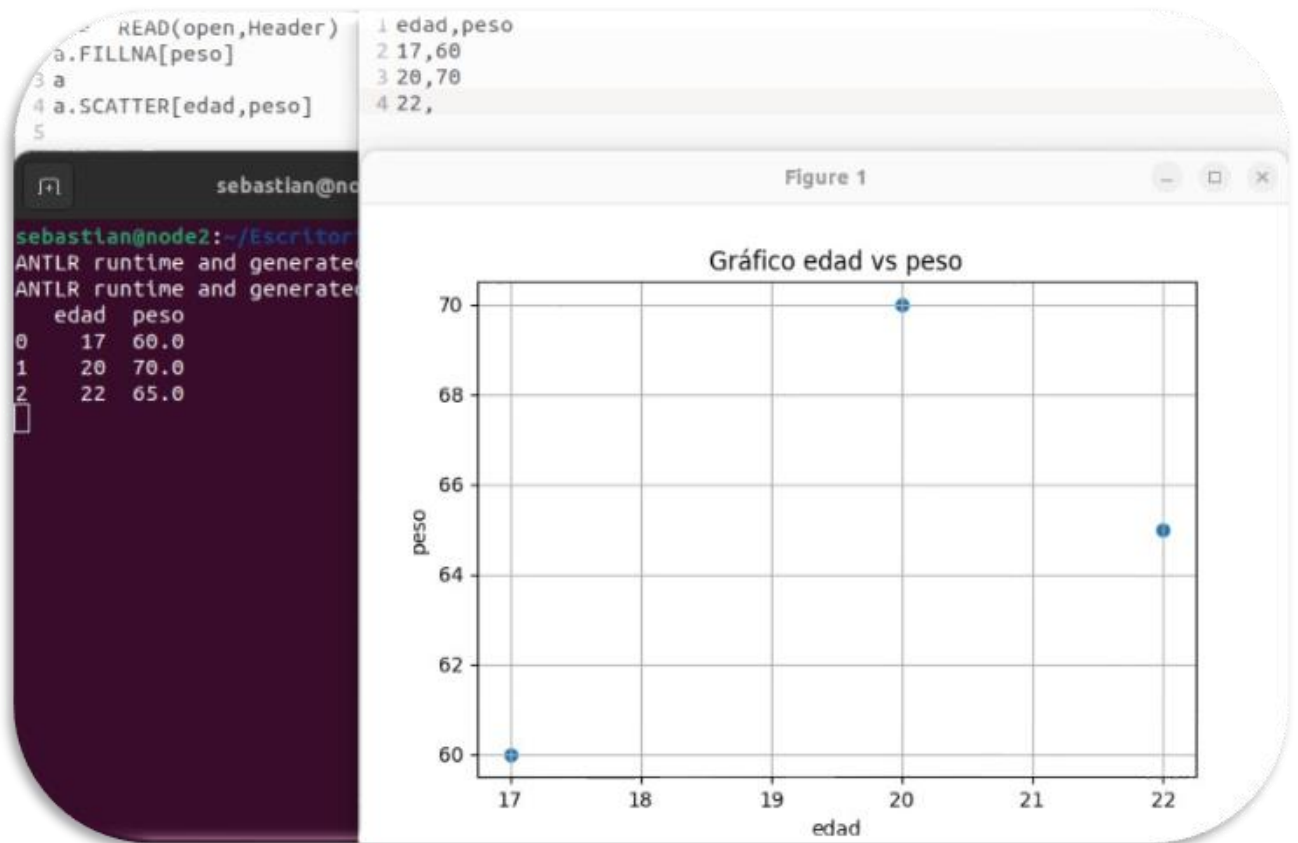 READ(open,Header)
a.FILLNA[peso]
3 a
4 a.SCATTER[edad,peso]
5
1 edad,peso
2 17,60
3 20,70
4 22,
sebastian@no
sebastian@node2:~/Escritor
ANTLR runtime and generated
ANTLR runtime and generated
edad peso
0 17 60.0
1 20 70.0
2 22 65.0
Figure 1
Gráfico edad vs peso
70
68
66
64
62
60
peso
17 18 19 20 21 22
edad